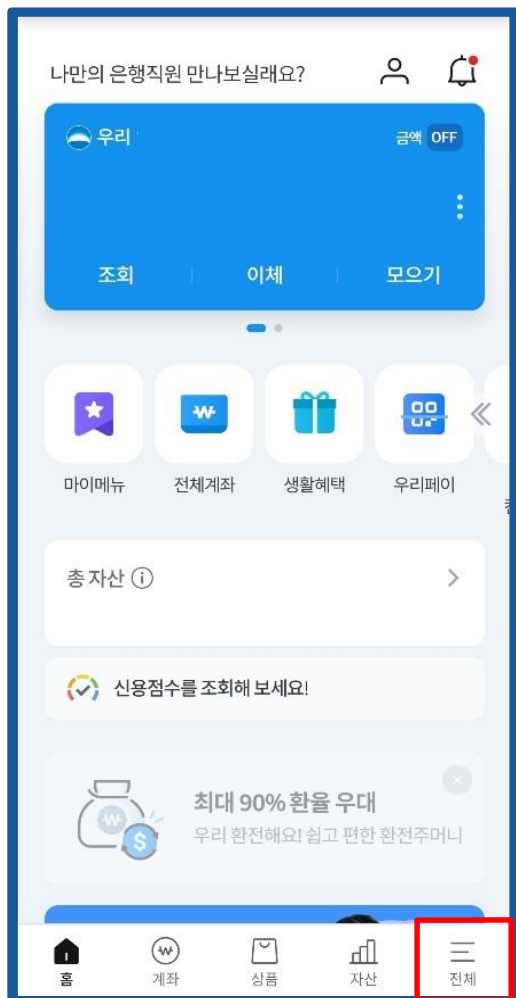 나만의 은행직원 만나보실래요?
우리
금액 OFF
조회 이체 모으기
마이메뉴 전체계좌 생활혜택 우리페이
총 자산
신용점수를 조회해 보세요!
최대 90% 환율 우대
우리 환전해요! 쉽고 편한 환전주머니
홈 계좌 상품 자산 전체